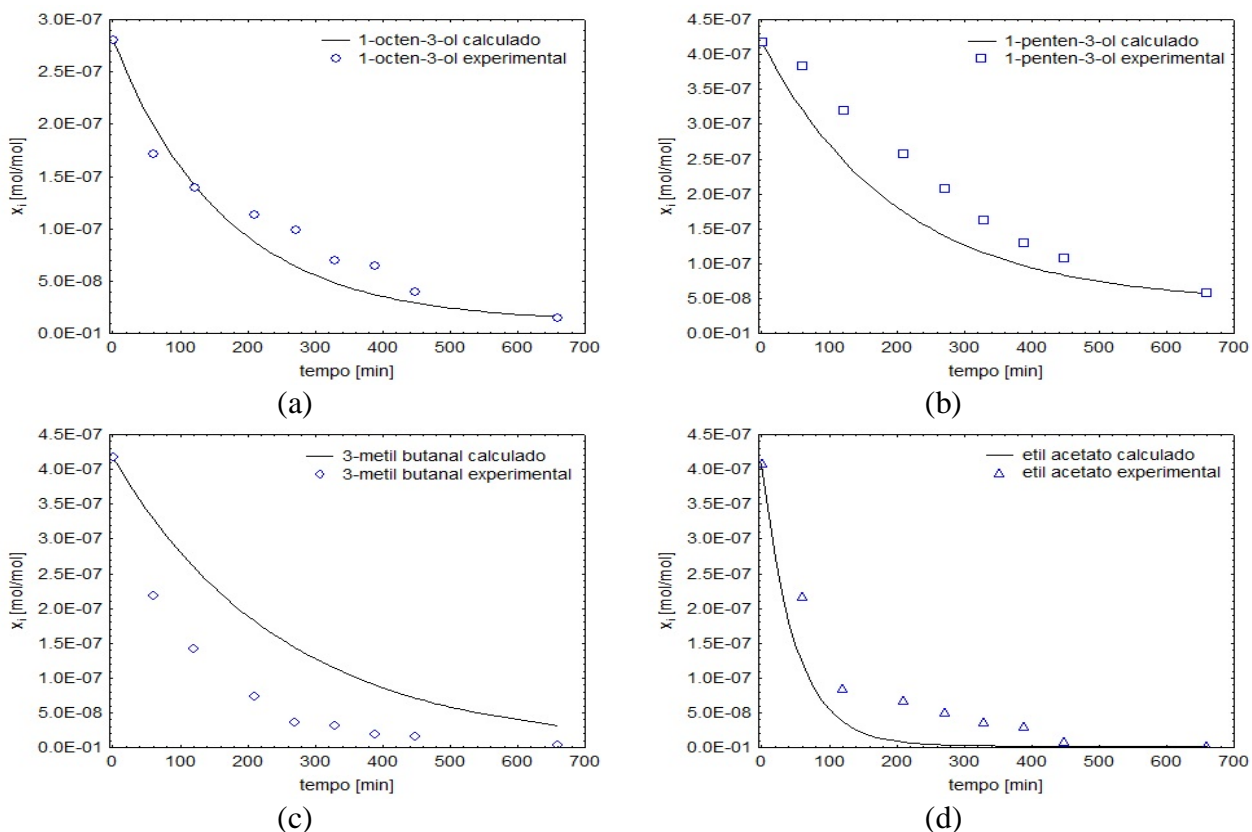 3.0E-07
1-octen-3-ol calculado
1-octen-3-ol experimental
2.5E-07
2.0E-07
1.5E-07
1.0E-07
5.0E-08
0.0E-01
xi [mol/mol]
0 100 200 300 400 500 600 700
tempo [min]
(a)
4.5E-07
1-penten-3-ol calculado
1-penten-3-ol experimental
4.0E-07
3.5E-07
3.0E-07
2.5E-07
2.0E-07
1.5E-07
1.0E-07
5.0E-08
0.0E-01
xi [mol/mol]
0 100 200 300 400 500 600 700
tempo [min]
(b)
4.5E-07
3-metil butanal calculado
3-metil butanal experimental
4.0E-07
3.5E-07
3.0E-07
2.5E-07
2.0E-07
1.5E-07
1.0E-07
5.0E-08
0.0E-01
xi [mol/mol]
0 100 200 300 400 500 600 700
tempo [min]
(c)
4.5E-07
etil acetato calculado
etil acetato experimental
4.0E-07
3.5E-07
3.0E-07
2.5E-07
2.0E-07
1.5E-07
1.0E-07
5.0E-08
0.0E-01
xi [mol/mol]
0 100 200 300 400 500 600 700
tempo [min]
(d)